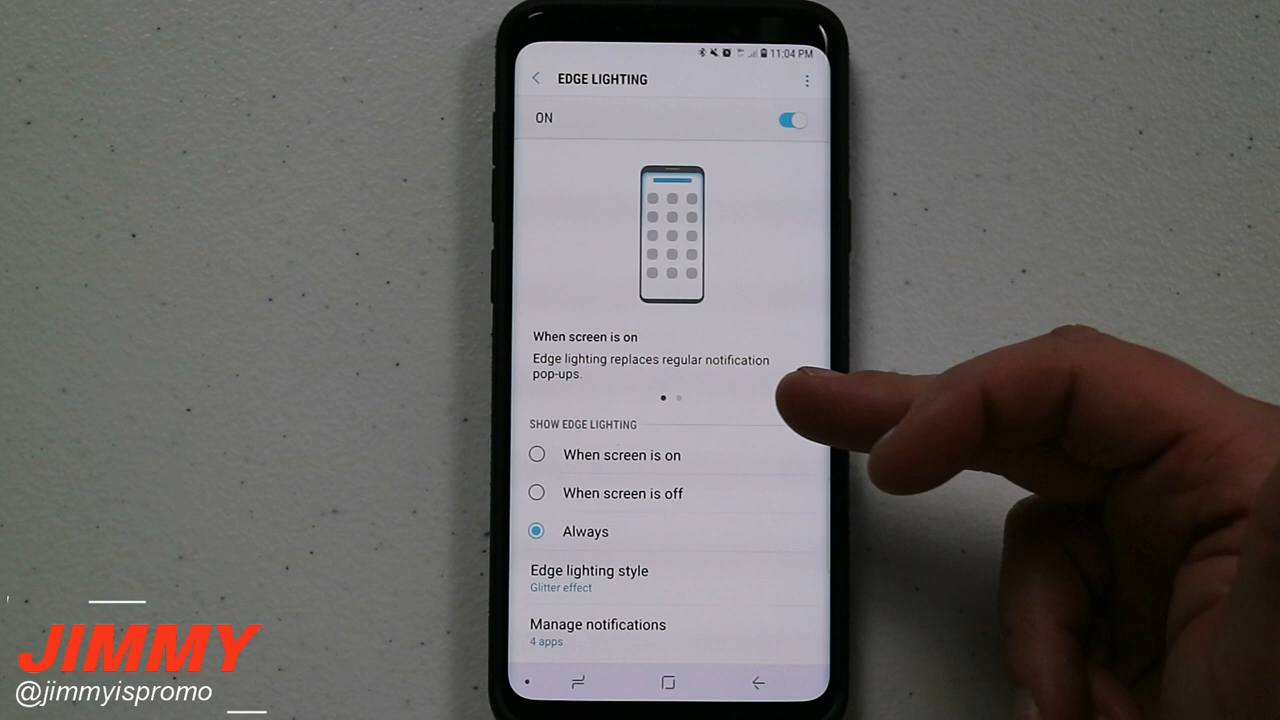 11:04 PM
EDGE LIGHTING
ON
When screen is on
Edge lighting replaces regular notification
pop-ups.
SHOW EDGE LIGHTING
When screen is on
When screen is off
Always
Edge lighting style
Glitter effect
Manage notifications
4 apps
JIMMY
@jimmyispromo